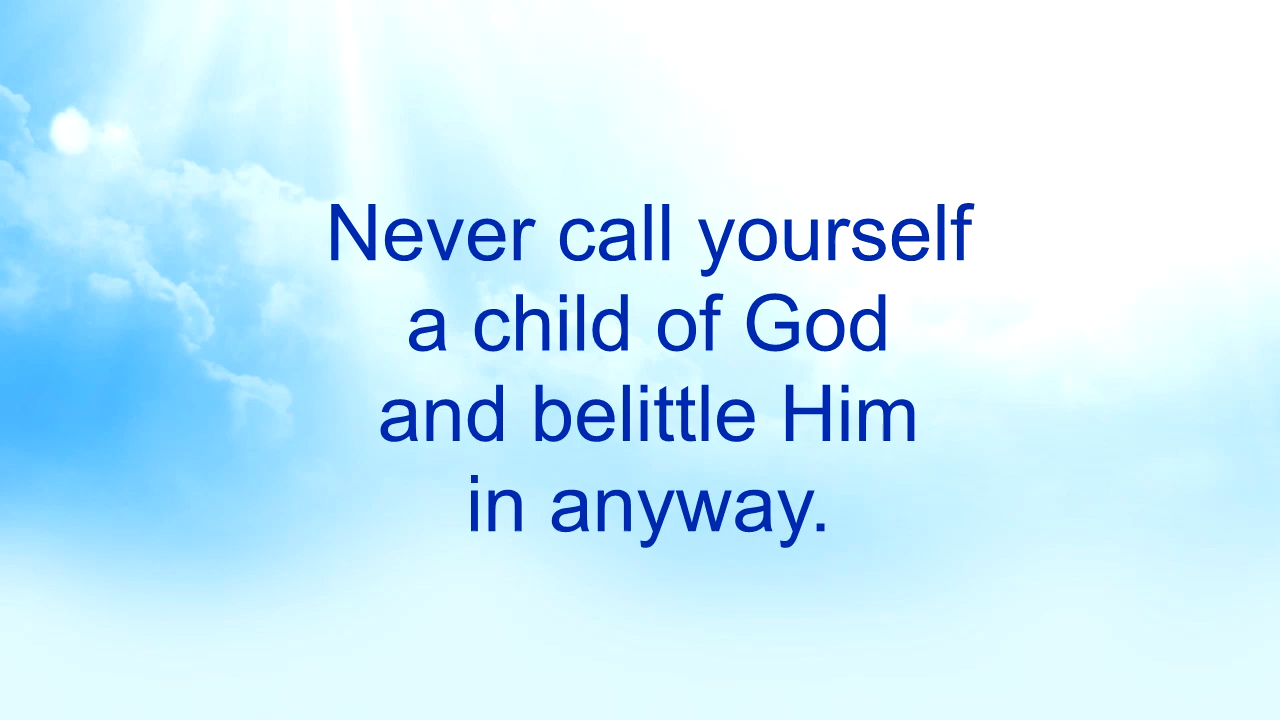 Never call yourself
a child of God
and belittle Him
in anyway.